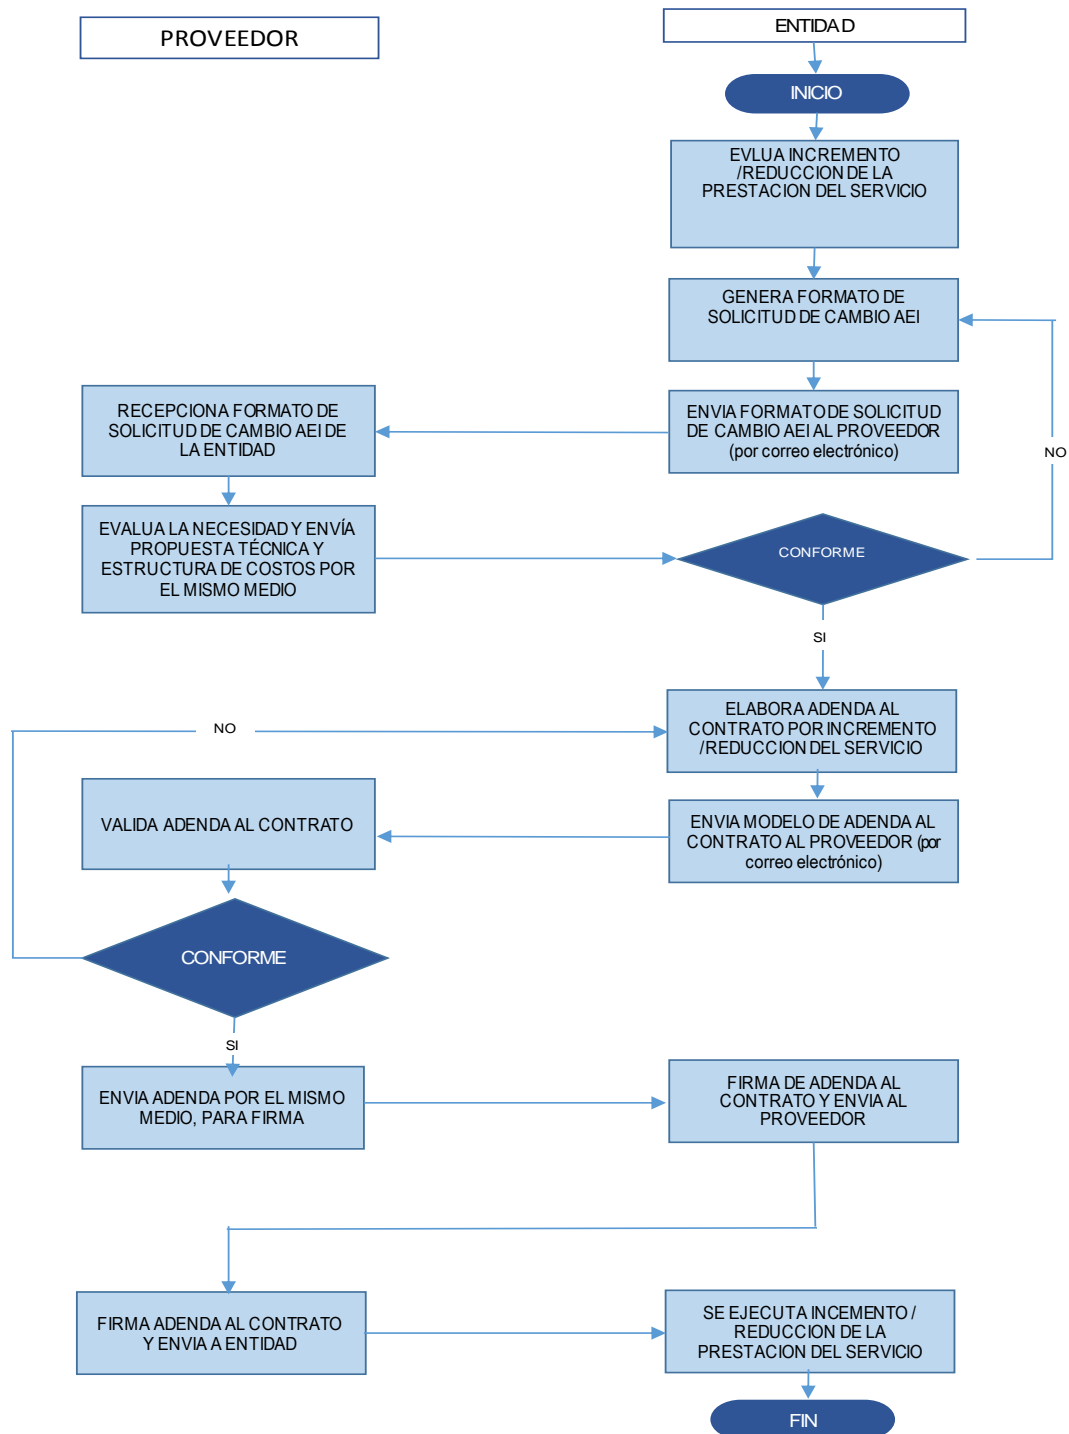 PROVEEDOR
ENTIDAD
INICIO
EVLUA INCREMENTO
/REDUCCION DE LA
PRESTACION DEL SERVICIO
GENERA FORMATO DE
SOLICITUD DE CAMBIO AEI
RECEPCIONA FORMATO DE
SOLICITUD DE CAMBIO AEI DE
LA ENTIDAD
ENVIA FORMATO DE SOLICITUD
DE CAMBIO AEI AL PROVEEDOR
(por correo electrónico)
NO
EVALUA LA NECESIDAD Y ENVÍA
PROPUESTA TÉCNICA Y
ESTRUCTURA DE COSTOS POR
EL MISMO MEDIO
CONFORME
SI
ELABORA ADENDA AL
CONTRATO POR INCREMENTO
/REDUCCION DEL SERVICIO
NO
VALIDA ADENDA AL CONTRATO
ENVIA MODELO DE ADENDA AL
CONTRATO AL PROVEEDOR (por
correo electrónico)
CONFORME
SI
ENVIA ADENDA POR EL MISMO
MEDIO, PARA FIRMA
FIRMA DE ADENDA AL
CONTRATO Y ENVIA AL
PROVEEDOR
FIRMA ADENDA AL CONTRATO
Y ENVIA A ENTIDAD
SE EJECUTA INCEMENTO /
REDUCCION DE LA
PRESTACION DEL SERVICIO
FIN